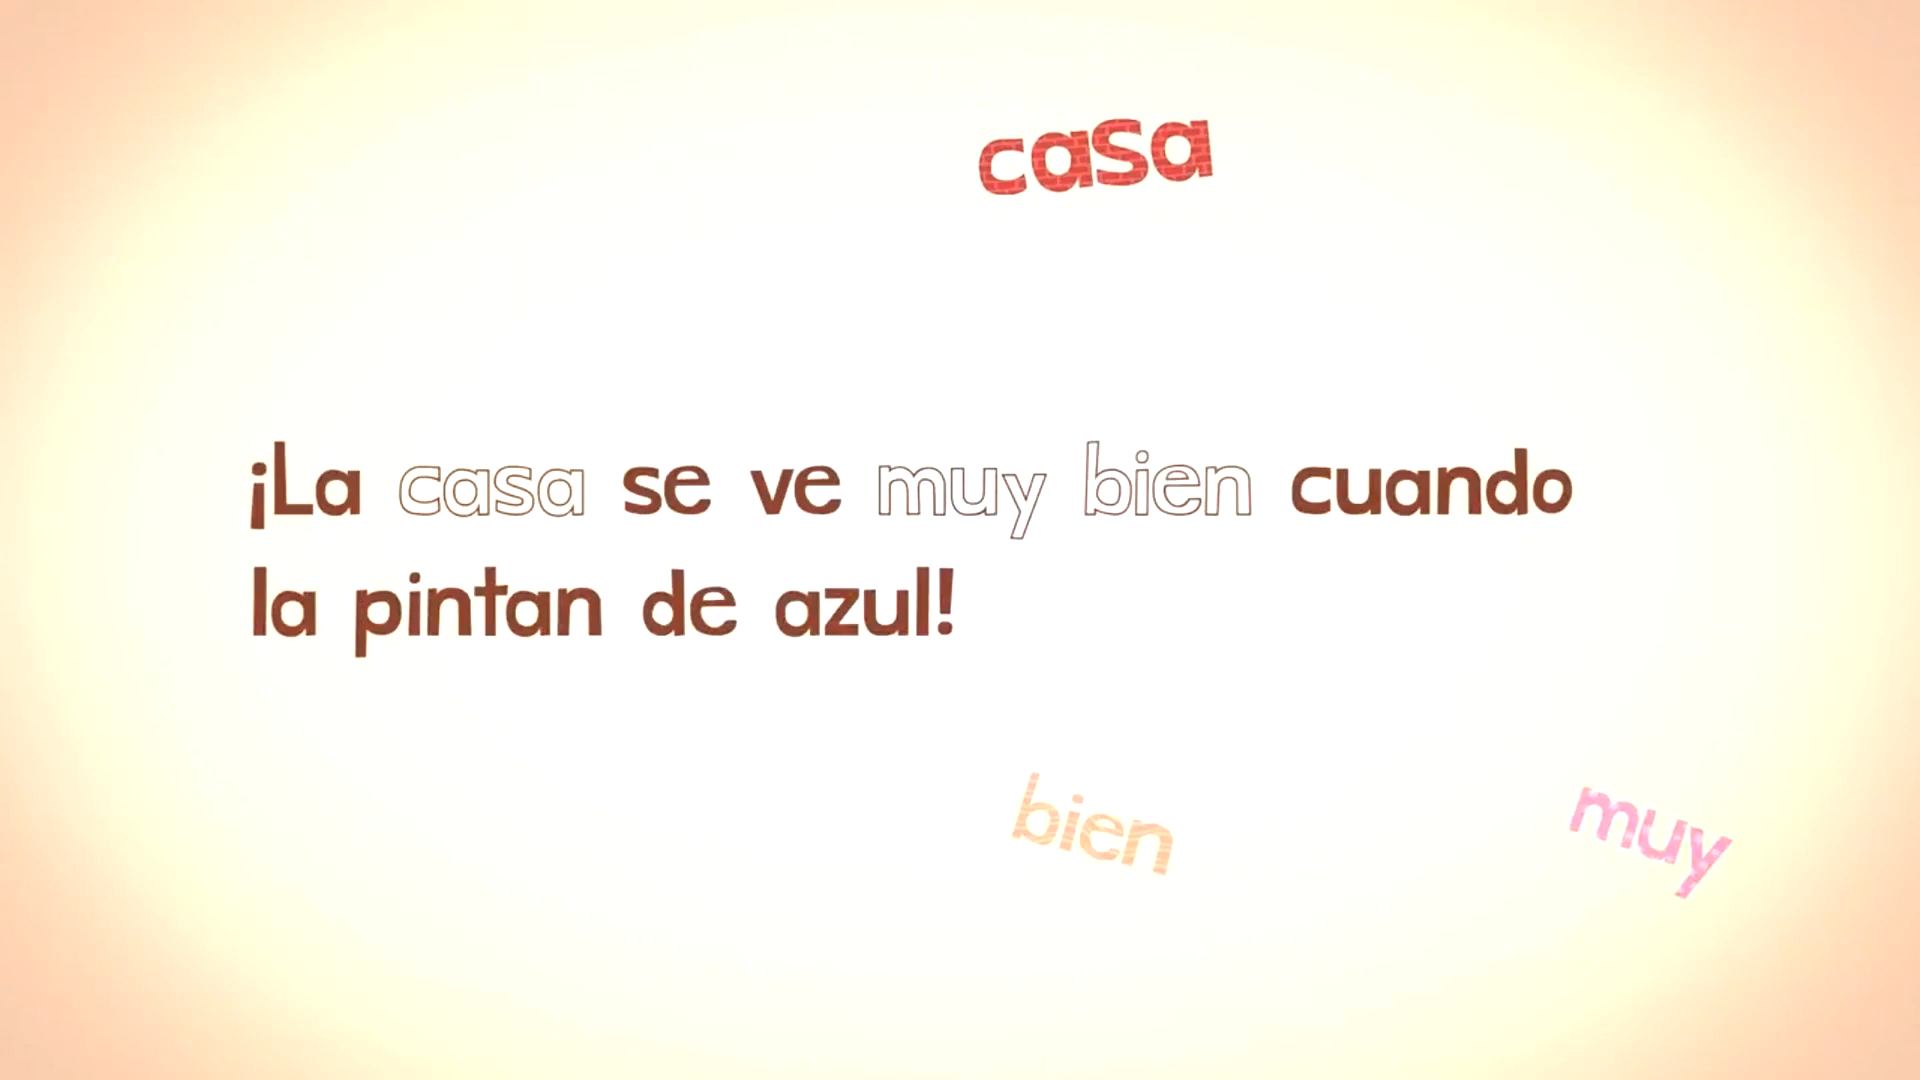 casa
¡La casa se ve muy bien cuando
la pintan de azul!
bien
muy